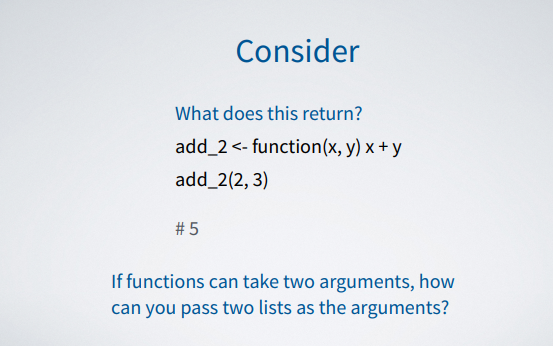 Consider
What does this return?
add_2 <- function(x, y) x + y
add_2(2, 3)
# 5
If functions can take two arguments, how
can you pass two lists as the arguments?